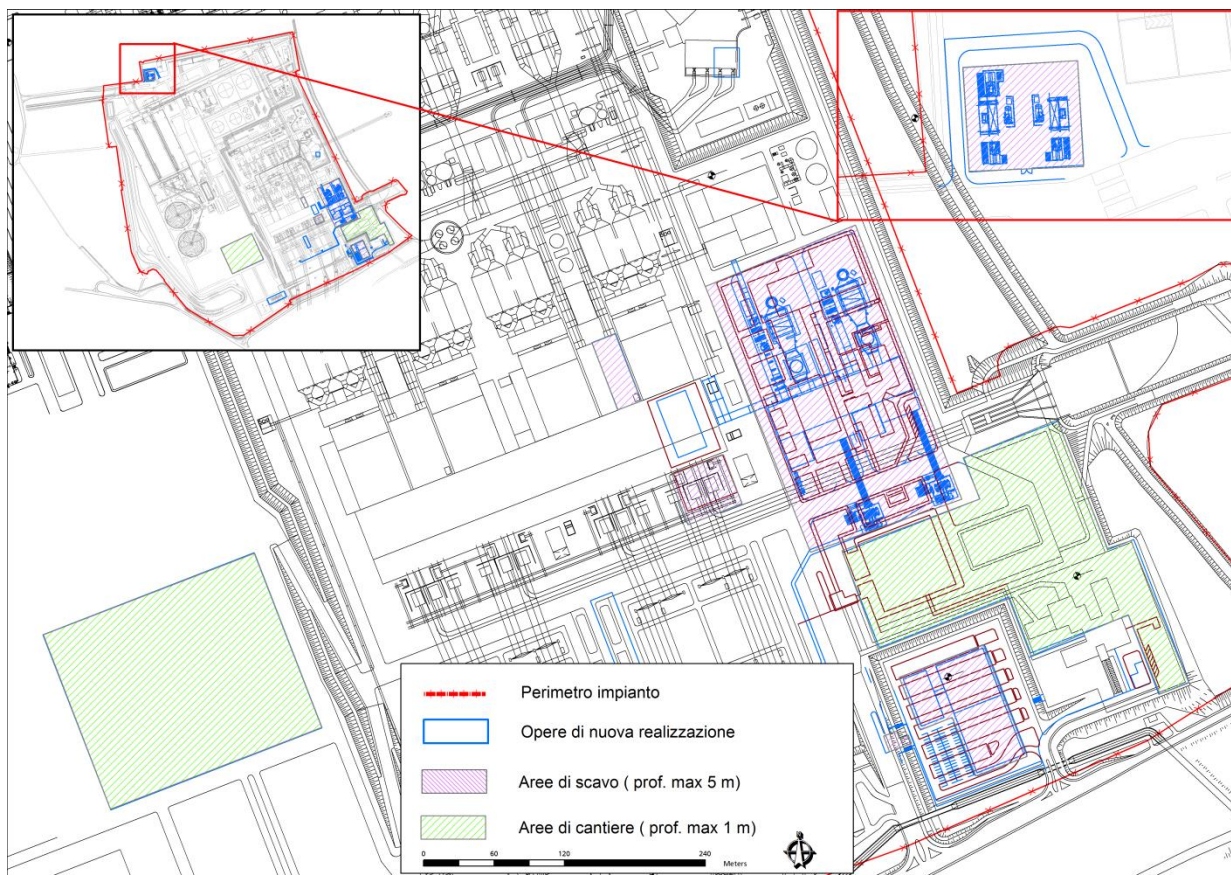 Perimetro impianto
Opere di nuova realizzazione
Aree di scavo ( prof. max 5 m)
Aree di cantiere ( prof. max 1 m)
0 60 120 240
Meters